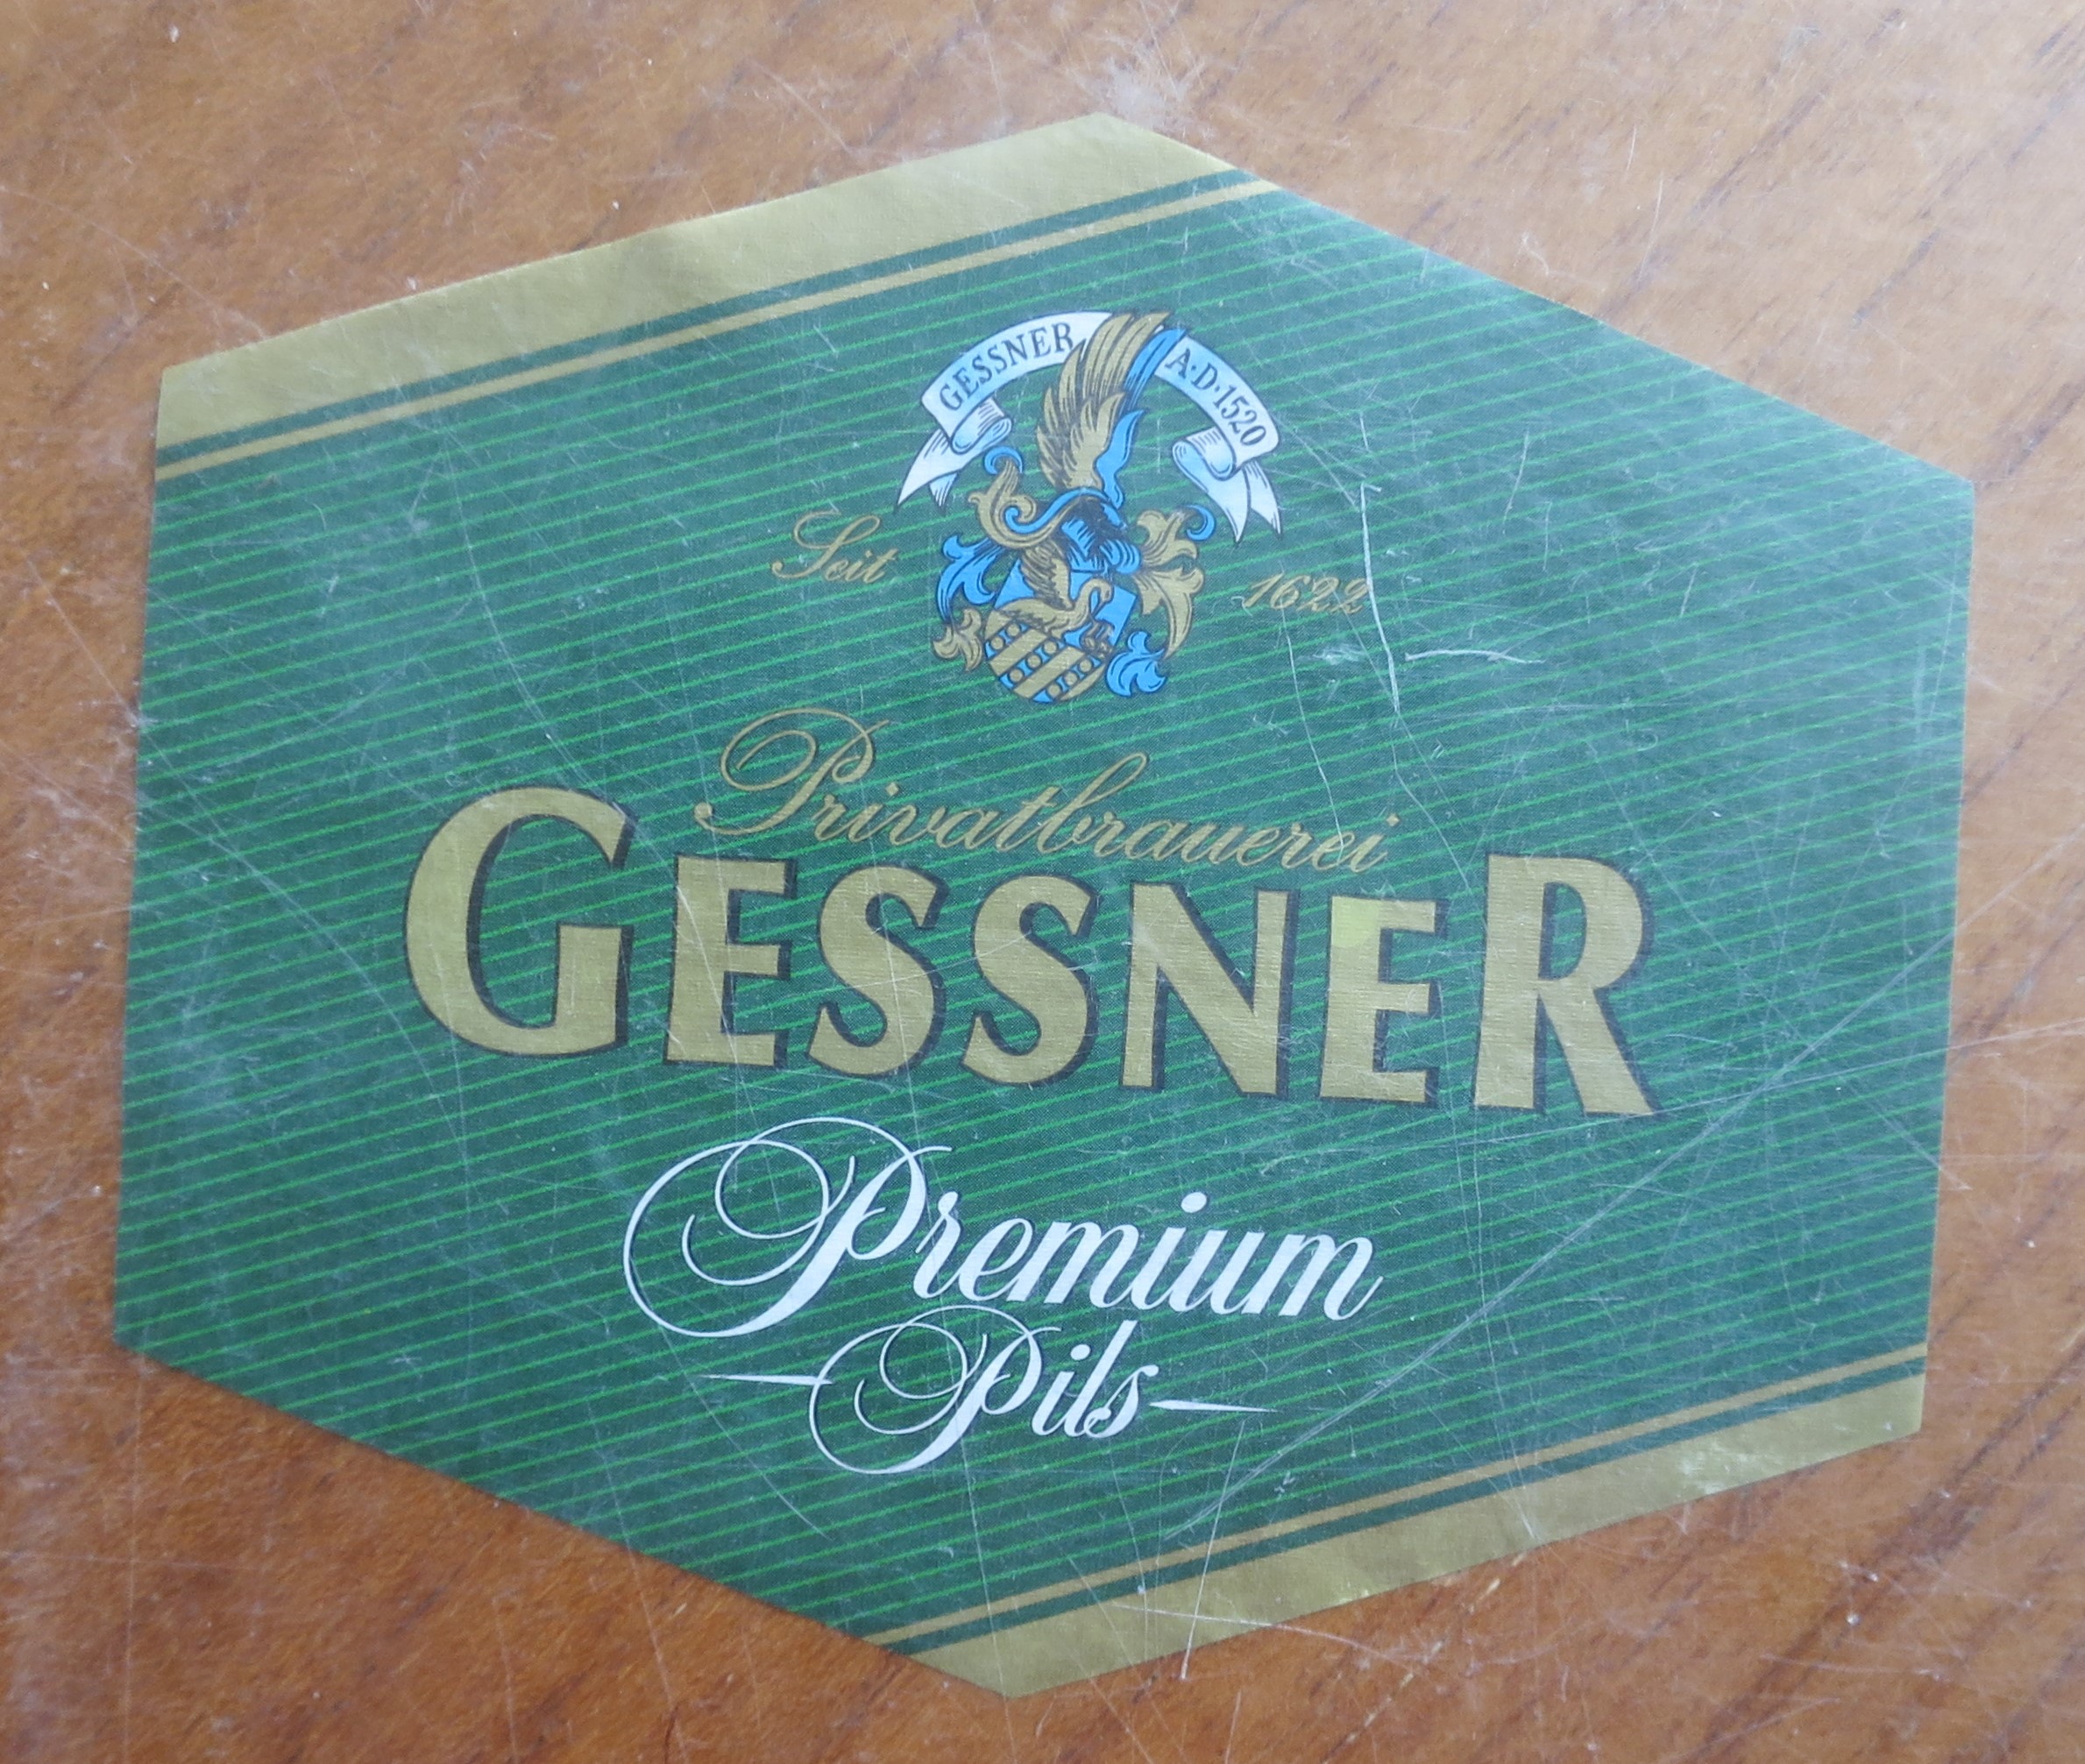 GESSNER A·D·1520
Seit 1622
Privatbrauerei
GESSNER
Premium
Pils